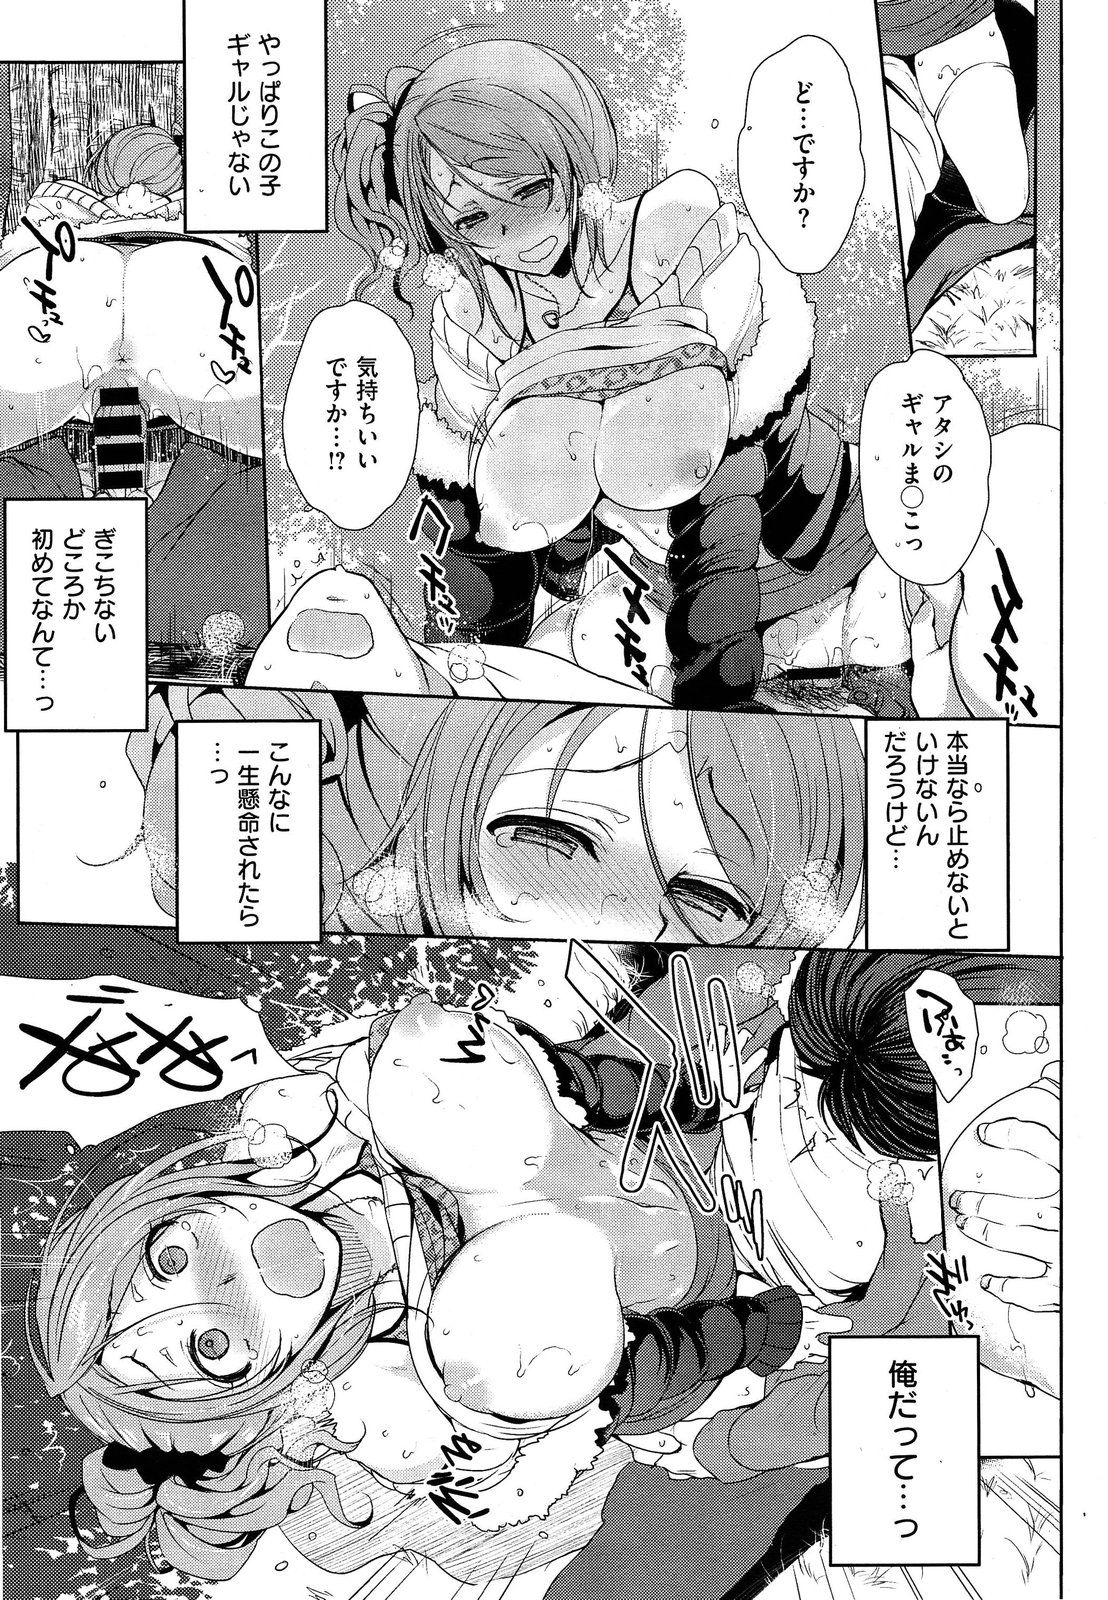 ど…ですか？
アタシの
ギャルま〇こっ
気持ちいい
ですか…!?
やっぱりこの子
ギャルじゃない
ぎこちない
どころか
初めてなんて…っ
本当なら止めないと
いけないん
だろうけど…
こんなに
一生懸命されたら
…っ
俺だって…っ